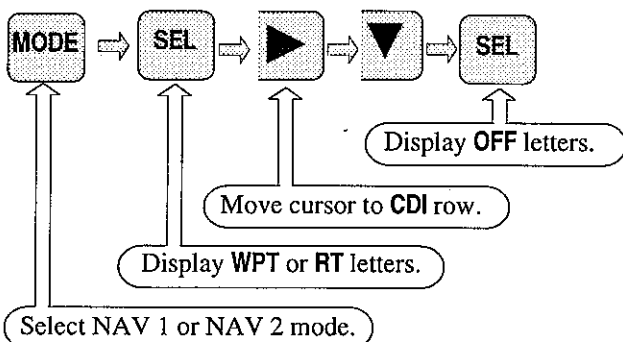 MODE SEL SEL
Display OFF letters.
Move cursor to CDI row.
Display WPT or RT letters.
Select NAV 1 or NAV 2 mode.